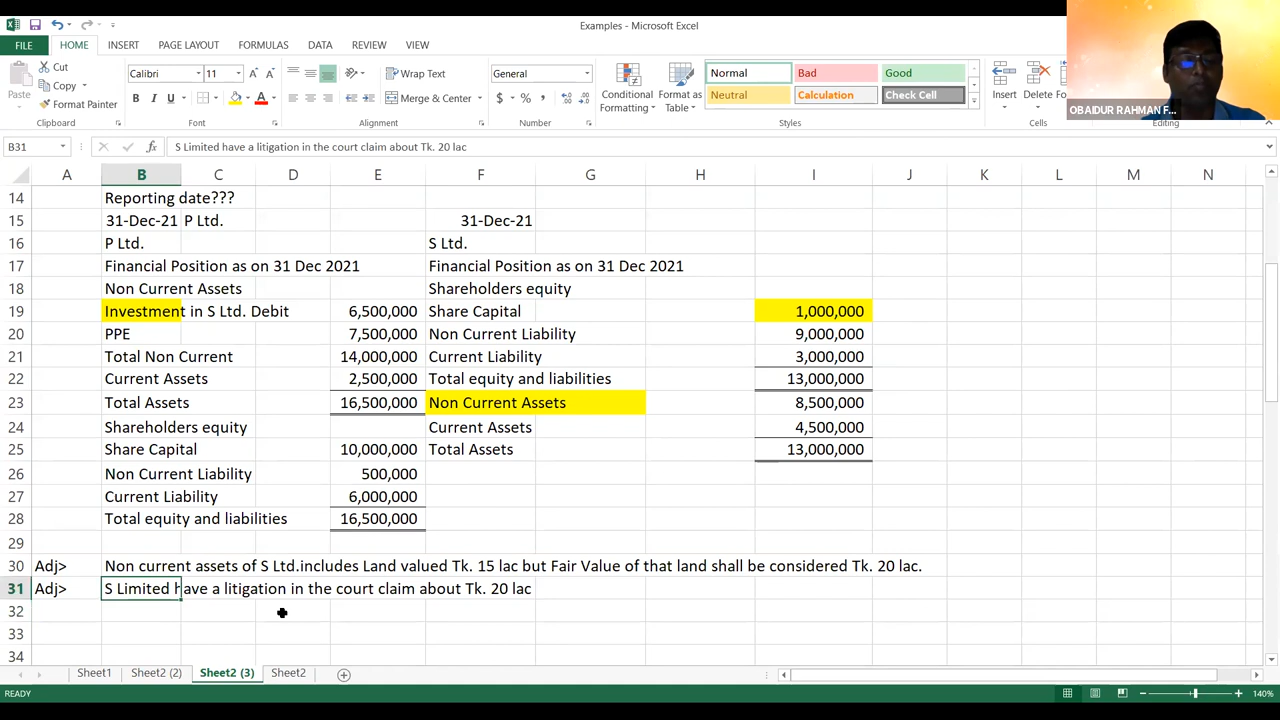 Examples - Microsoft Excel
FILE HOME INSERT PAGE LAYOUT FORMULAS DATA REVIEW VIEW
Paste Cut Copy Format Painter Clipboard
Calibri 11 A A B I U A Font
Wrap Text Merge & Center Alignment
General $ % , Number
Conditional Formatting Format as Table
Normal Bad Good
Neutral Calculation Check Cell
Styles
Insert Delete Fo
Cells
Editing
OBAIDUR RAHMAN F...
B31 fx S Limited have a litigation in the court claim about Tk. 20 lac
A B C D E F G H I J K L M N
14 Reporting date???
15 31-Dec-21 P Ltd. 31-Dec-21
16 P Ltd. S Ltd.
17 Financial Position as on 31 Dec 2021 Financial Position as on 31 Dec 2021
18 Non Current Assets Shareholders equity
19 Investment in S Ltd. Debit 6,500,000 Share Capital 1,000,000
20 PPE 7,500,000 Non Current Liability 9,000,000
21 Total Non Current 14,000,000 Current Liability 3,000,000
22 Current Assets 2,500,000 Total equity and liabilities 13,000,000
23 Total Assets 16,500,000 Non Current Assets 8,500,000
24 Shareholders equity Current Assets 4,500,000
25 Share Capital 10,000,000 Total Assets 13,000,000
26 Non Current Liability 500,000
27 Current Liability 6,000,000
28 Total equity and liabilities 16,500,000
29
30 Adj> Non current assets of S Ltd.includes Land valued Tk. 15 lac but Fair Value of that land shall be considered Tk. 20 lac.
31 Adj> S Limited have a litigation in the court claim about Tk. 20 lac
32
33
34
Sheet1 Sheet2 (2) Sheet2 (3) Sheet2
READY 140%